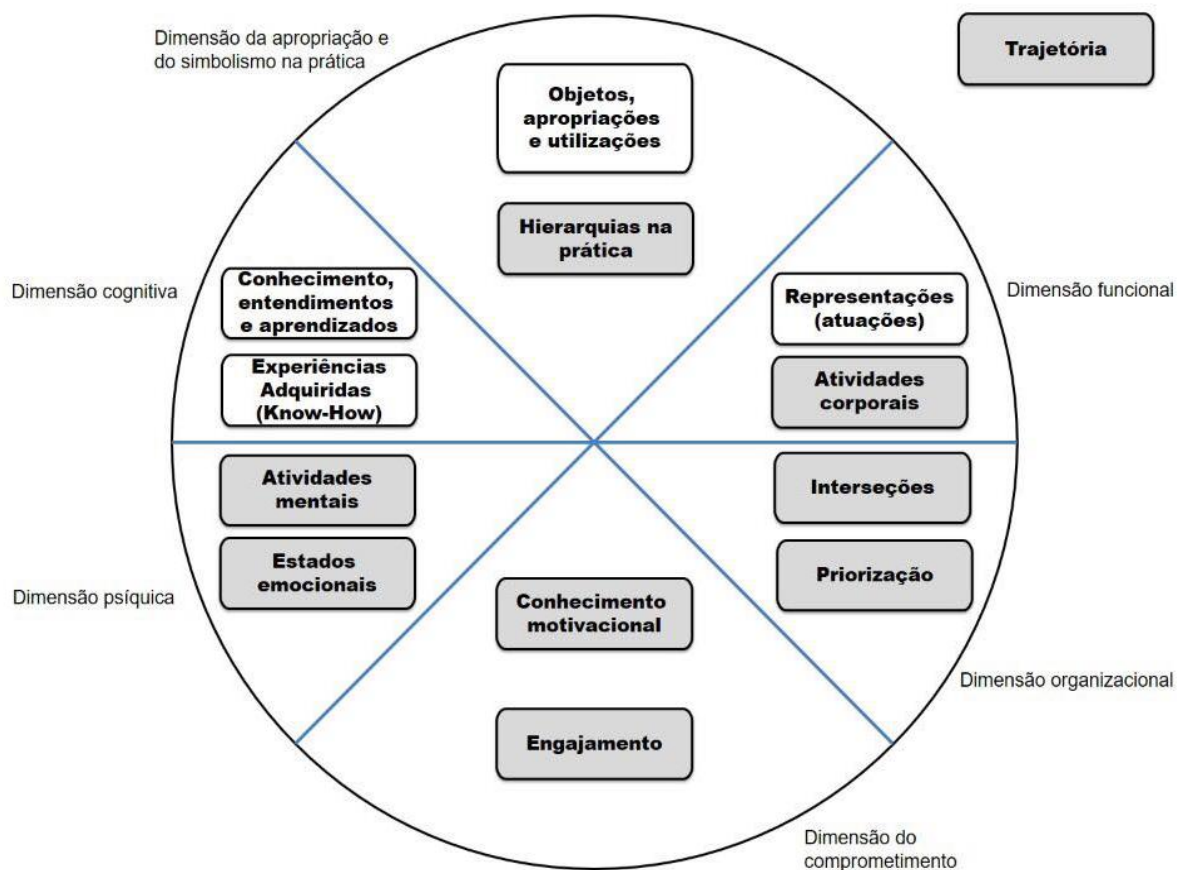 Dimensão da apropriação e
do simbolismo na prática
Trajetória
Objetos,
apropriações
e utilizações
Hierarquias na
prática
Dimensão cognitiva
Conhecimento,
entendimentos
e aprendizados
Experiências
Adquiridas
(Know-How)
Dimensão funcional
Representações
(atuações)
Atividades
corporais
Atividades
mentais
Estados
emocionais
Dimensão psíquica
Interseções
Priorização
Dimensão organizacional
Conhecimento
motivacional
Engajamento
Dimensão do
comprometimento